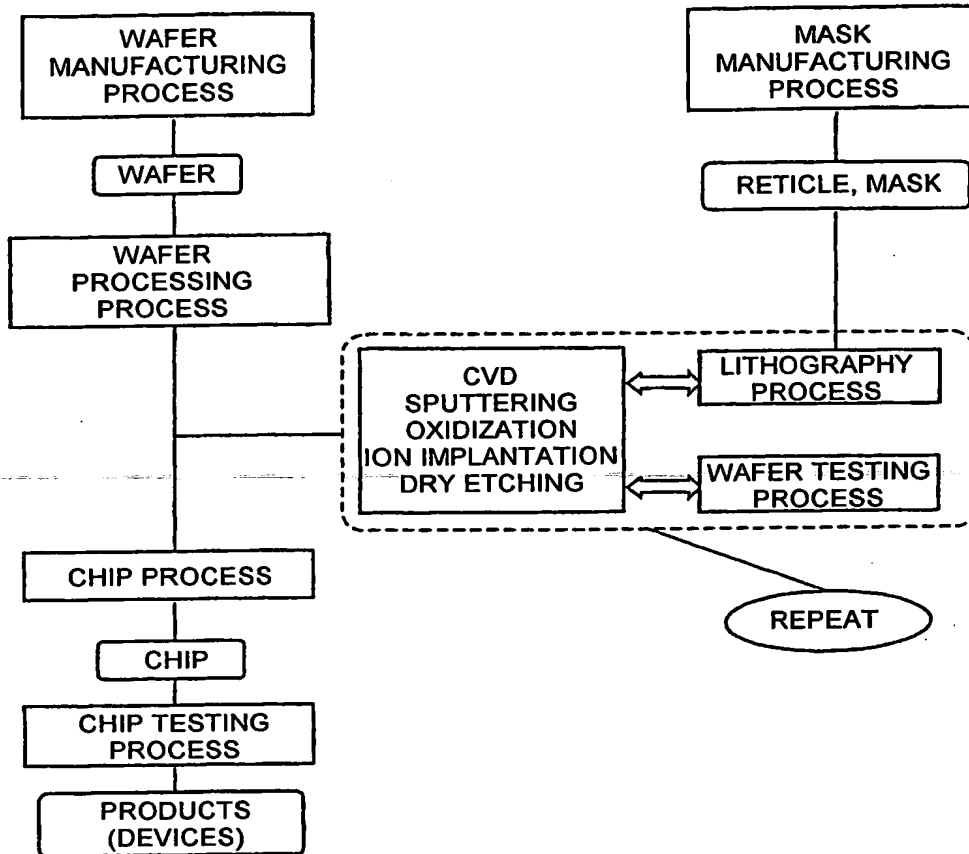 WAFER
MANUFACTURING
PROCESS
WAFER
WAFER
PROCESSING
PROCESS
MASK
MANUFACTURING
PROCESS
RETICLE, MASK
CVD
SPUTTERING
OXIDIZATION
ION IMPLANTATION
DRY ETCHING
LITHOGRAPHY
PROCESS
WAFER TESTING
PROCESS
REPEAT
CHIP PROCESS
CHIP
CHIP TESTING
PROCESS
PRODUCTS
(DEVICES)